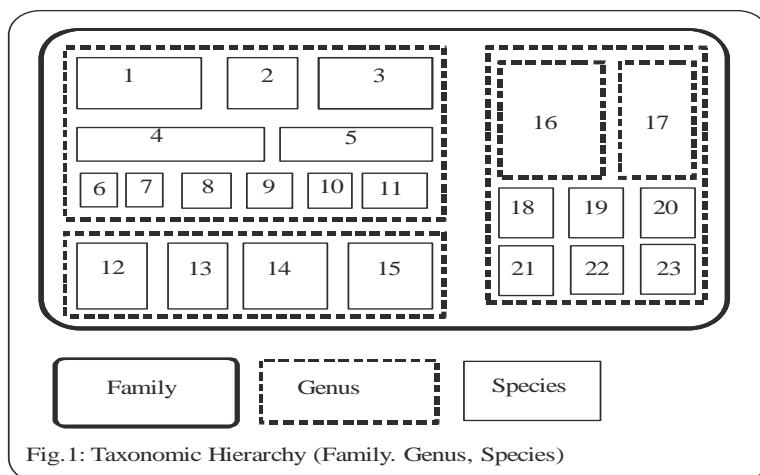 1 2 3
16 17
4 5
6 7 8 9 10 11
18 19 20
12 13 14 15
21 22 23
Family Genus Species
Fig.1: Taxonomic Hierarchy (Family. Genus, Species)